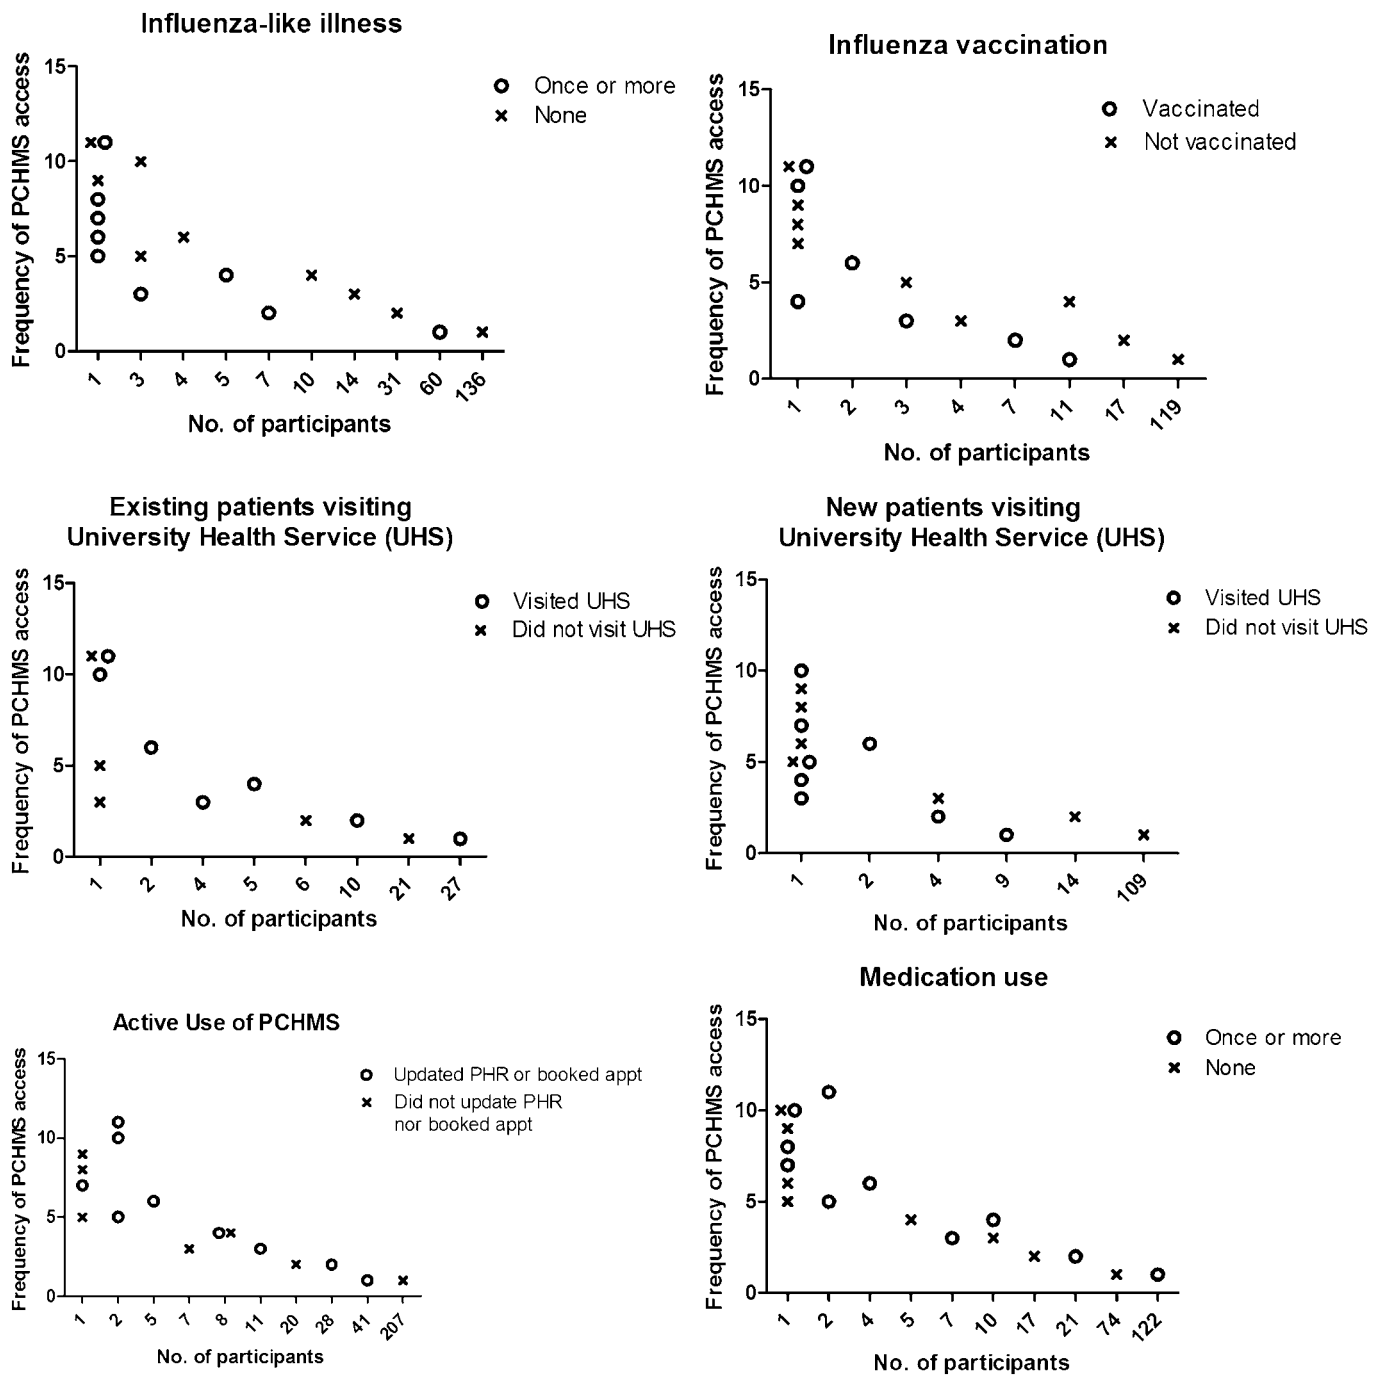 Influenza-like illness
Frequency of PCHMS access
15
10
5
0
Once or more
None
1 3 4 5 7 10 14 31 60 136
No. of participants
Influenza vaccination
Frequency of PCHMS access
15
10
5
0
Vaccinated
Not vaccinated
1 2 3 4 7 11 17 119
No. of participants
Existing patients visiting
University Health Service (UHS)
Frequency of PCHMS access
15
10
5
0
Visited UHS
Did not visit UHS
1 2 4 5 6 10 21 27
No. of participants
New patients visiting
University Health Service (UHS)
Frequency of PCHMS access
15
10
5
0
Visited UHS
Did not visit UHS
1 2 4 9 14 109
No. of participants
Active Use of PCHMS
Frequency of PCHMS access
15
10
5
0
Updated PHR or booked appt
Did not update PHR
nor booked appt
1 2 5 7 8 11 20 28 41 207
No. of participants
Medication use
Frequency of PCHMS access
15
10
5
0
Once or more
None
1 2 4 5 7 10 17 21 74 122
No. of participants